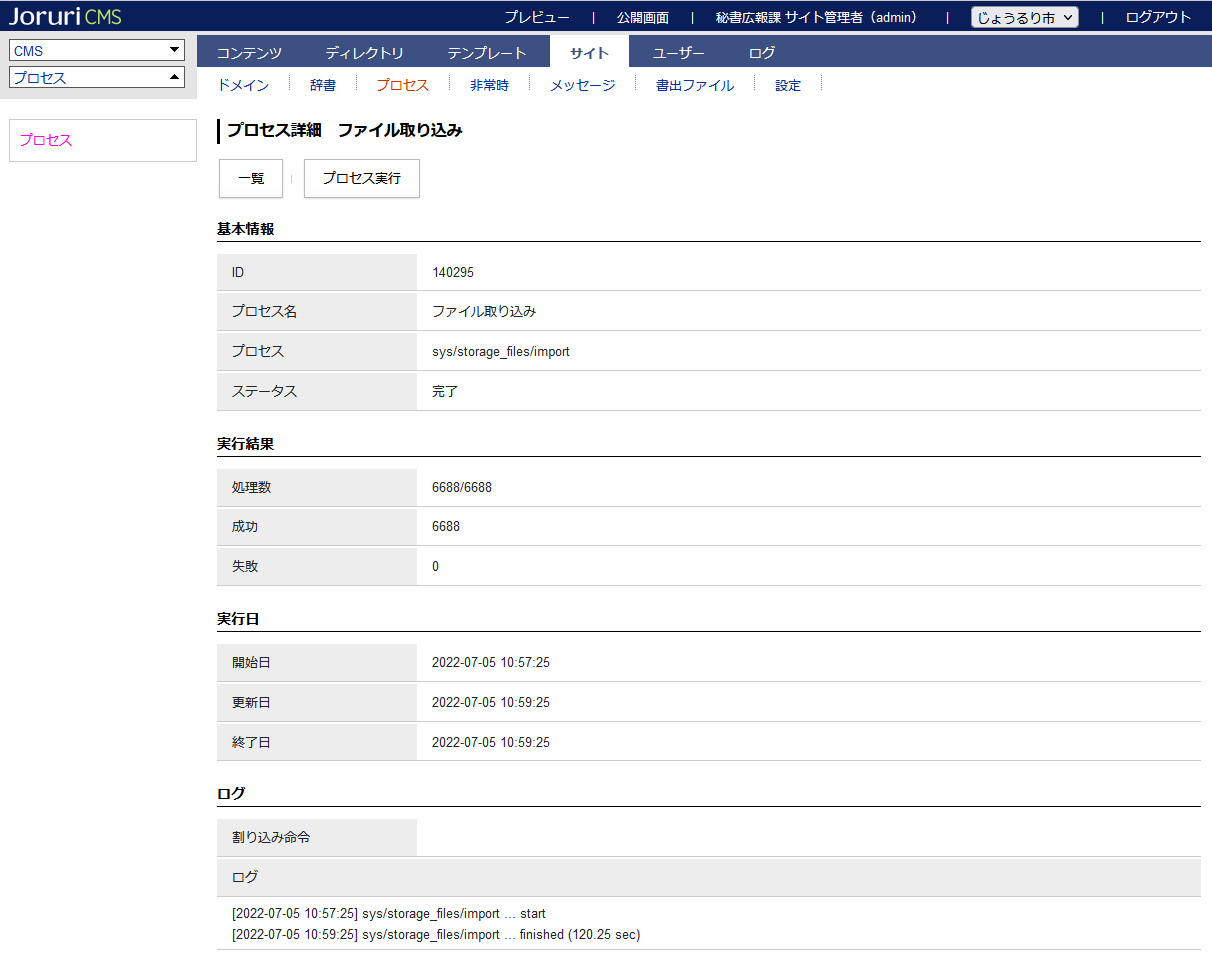 Joruri CMS プレビュー | 公開画面 | 秘書広報課 サイト管理者（admin） | じょうるり市 | ログアウト
CMS コンテンツ ディレクトリ テンプレート サイト ユーザー ログ
プロセス ドメイン 辞書 プロセス 非常時 メッセージ 書出ファイル 設定
プロセス
プロセス詳細　ファイル取り込み
一覧 プロセス実行
基本情報
ID 140295
プロセス名 ファイル取り込み
プロセス sys/storage_files/import
ステータス 完了
実行結果
処理数 6688/6688
成功 6688
失敗 0
実行日
開始日 2022-07-05 10:57:25
更新日 2022-07-05 10:59:25
終了日 2022-07-05 10:59:25
ログ
割り込み命令
ログ
[2022-07-05 10:57:25] sys/storage_files/import ... start
[2022-07-05 10:59:25] sys/storage_files/import ... finished (120.25 sec)